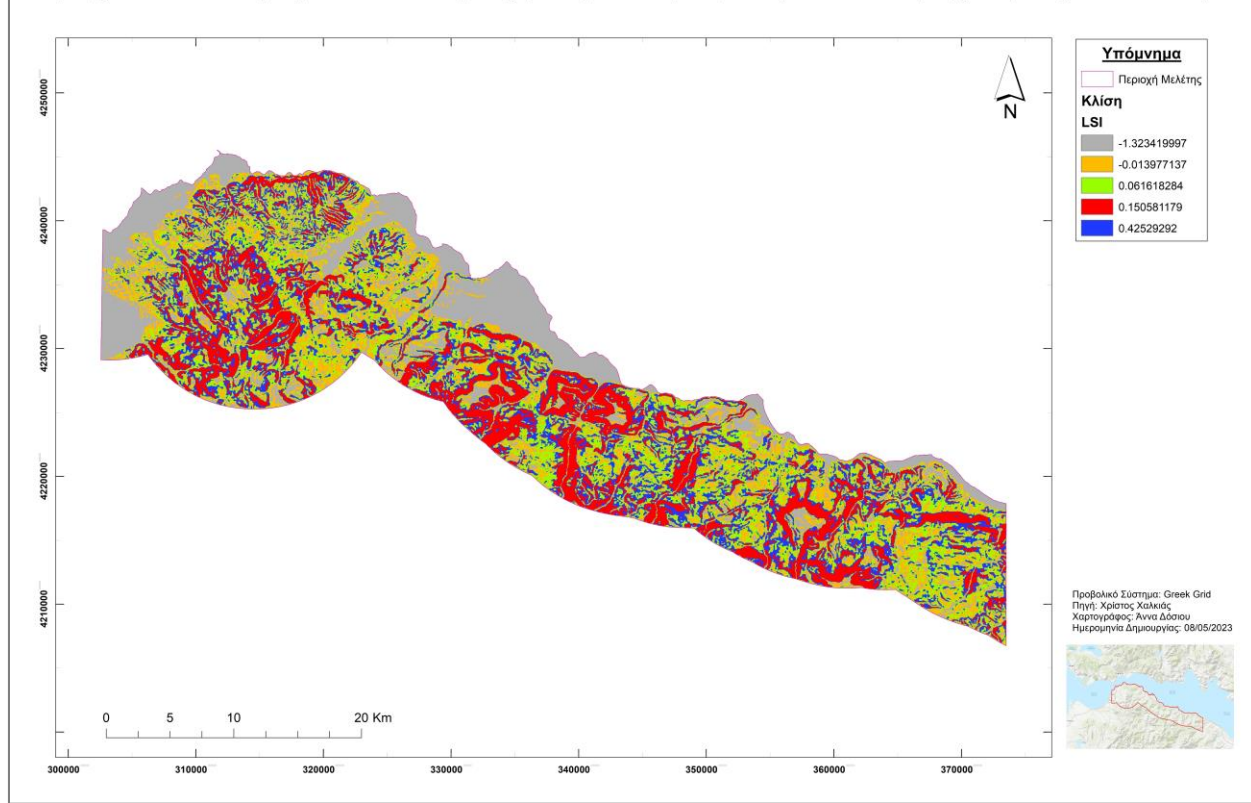 Υπόμνημα
Περιοχή Μελέτης
Κλίση
LSI
-1.323419997
-0.013977137
0.061618284
0.150581179
0.42529292
N
4250000
4240000
4230000
4220000
4210000
0 5 10 20 Km
300000 310000 320000 330000 340000 350000 360000 370000
Προβολικό Σύστημα: Greek Grid
Πηγή: Χρίστος Χαλκιάς
Χαρτογράφος: Άννα Δόσιου
Ημερομηνία Δημιουργίας: 08/05/2023